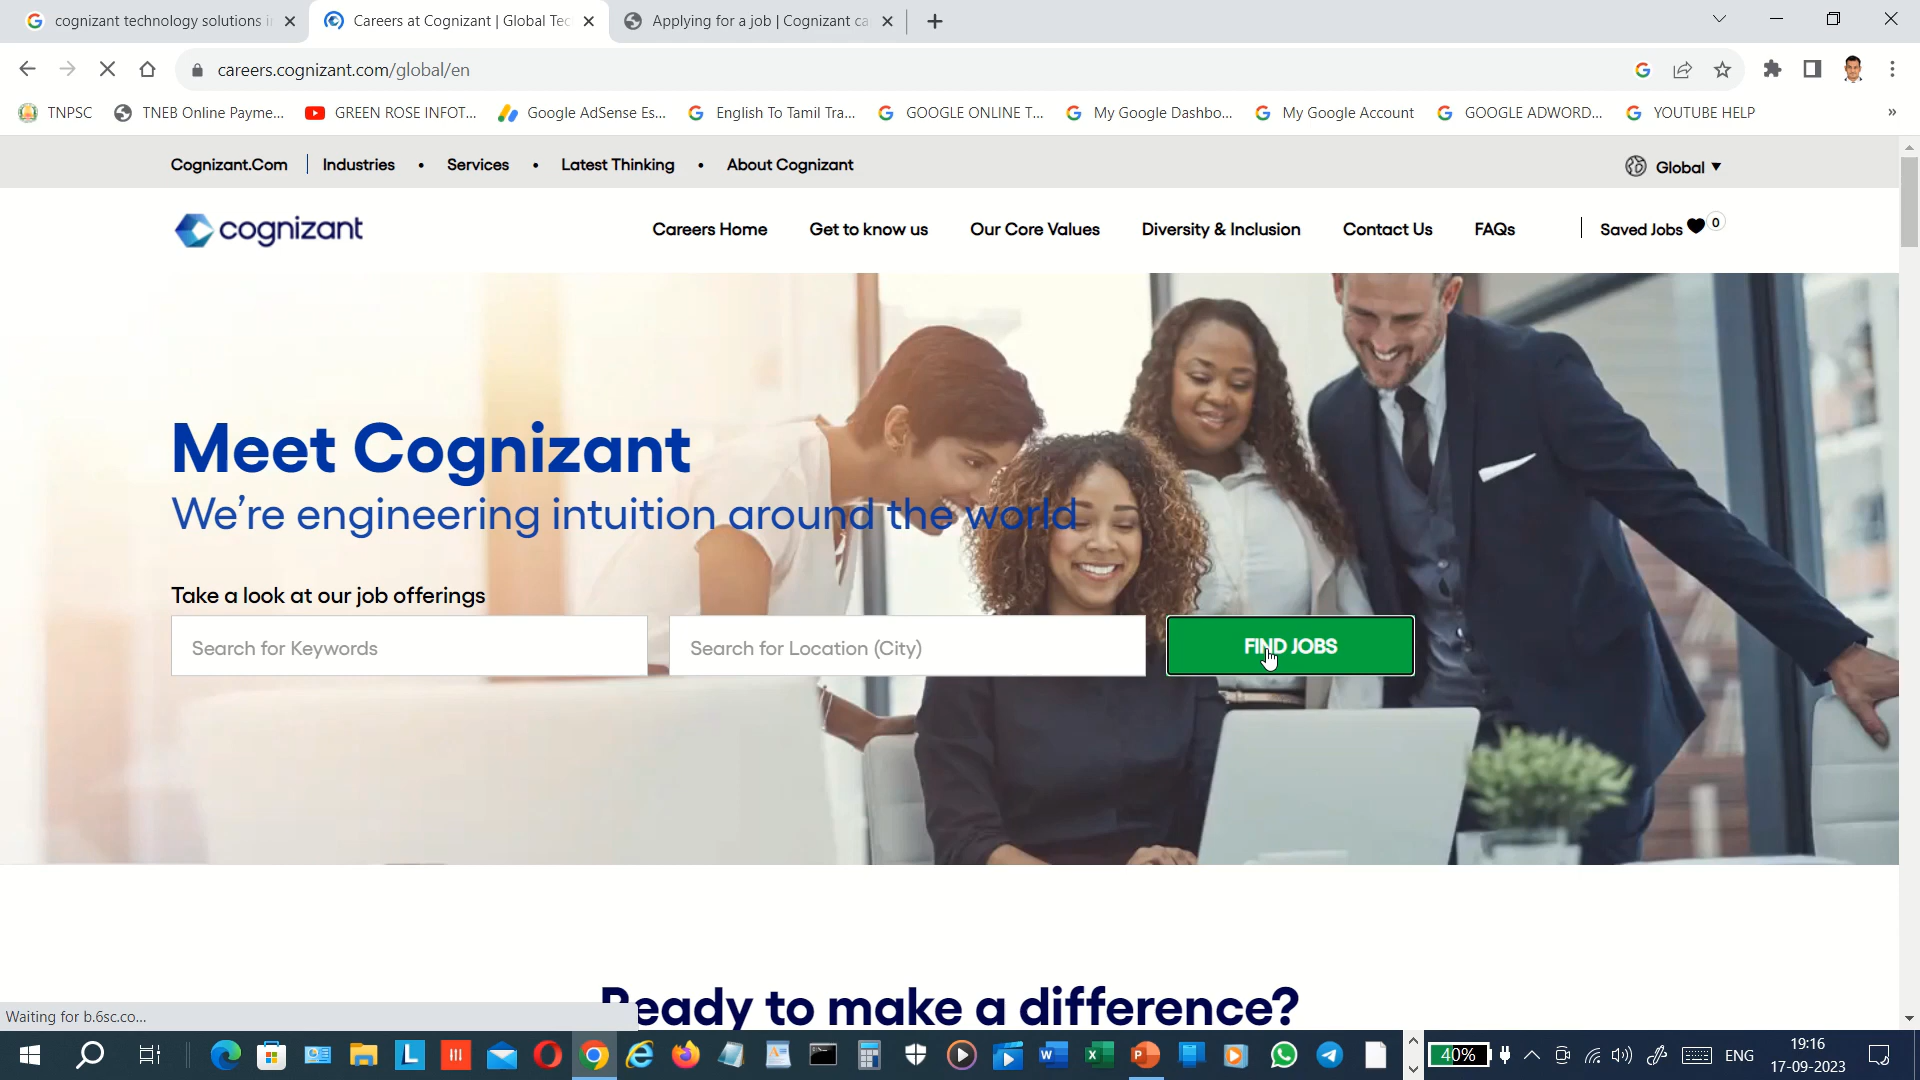 cognizant technology solutions i
Careers at Cognizant | Global Tec
Applying for a job | Cognizant ca
careers.cognizant.com/global/en
TNPSC
TNEB Online Payme...
GREEN ROSE INFOT...
Google AdSense Es...
English To Tamil Tra...
GOOGLE ONLINE T...
My Google Dashbo...
My Google Account
GOOGLE ADWORD...
YOUTUBE HELP
»
Cognizant.Com
Industries • Services • Latest Thinking • About Cognizant
Global
cognizant
Careers Home
Get to know us
Our Core Values
Diversity & Inclusion
Contact Us
FAQs
Saved Jobs 0
Meet Cognizant
We're engineering intuition around the world
Take a look at our job offerings
Search for Keywords
Search for Location (City)
FIND JOBS
Ready to make a difference?
Waiting for b.6sc.co...
40%
ENG
19:16
17-09-2023